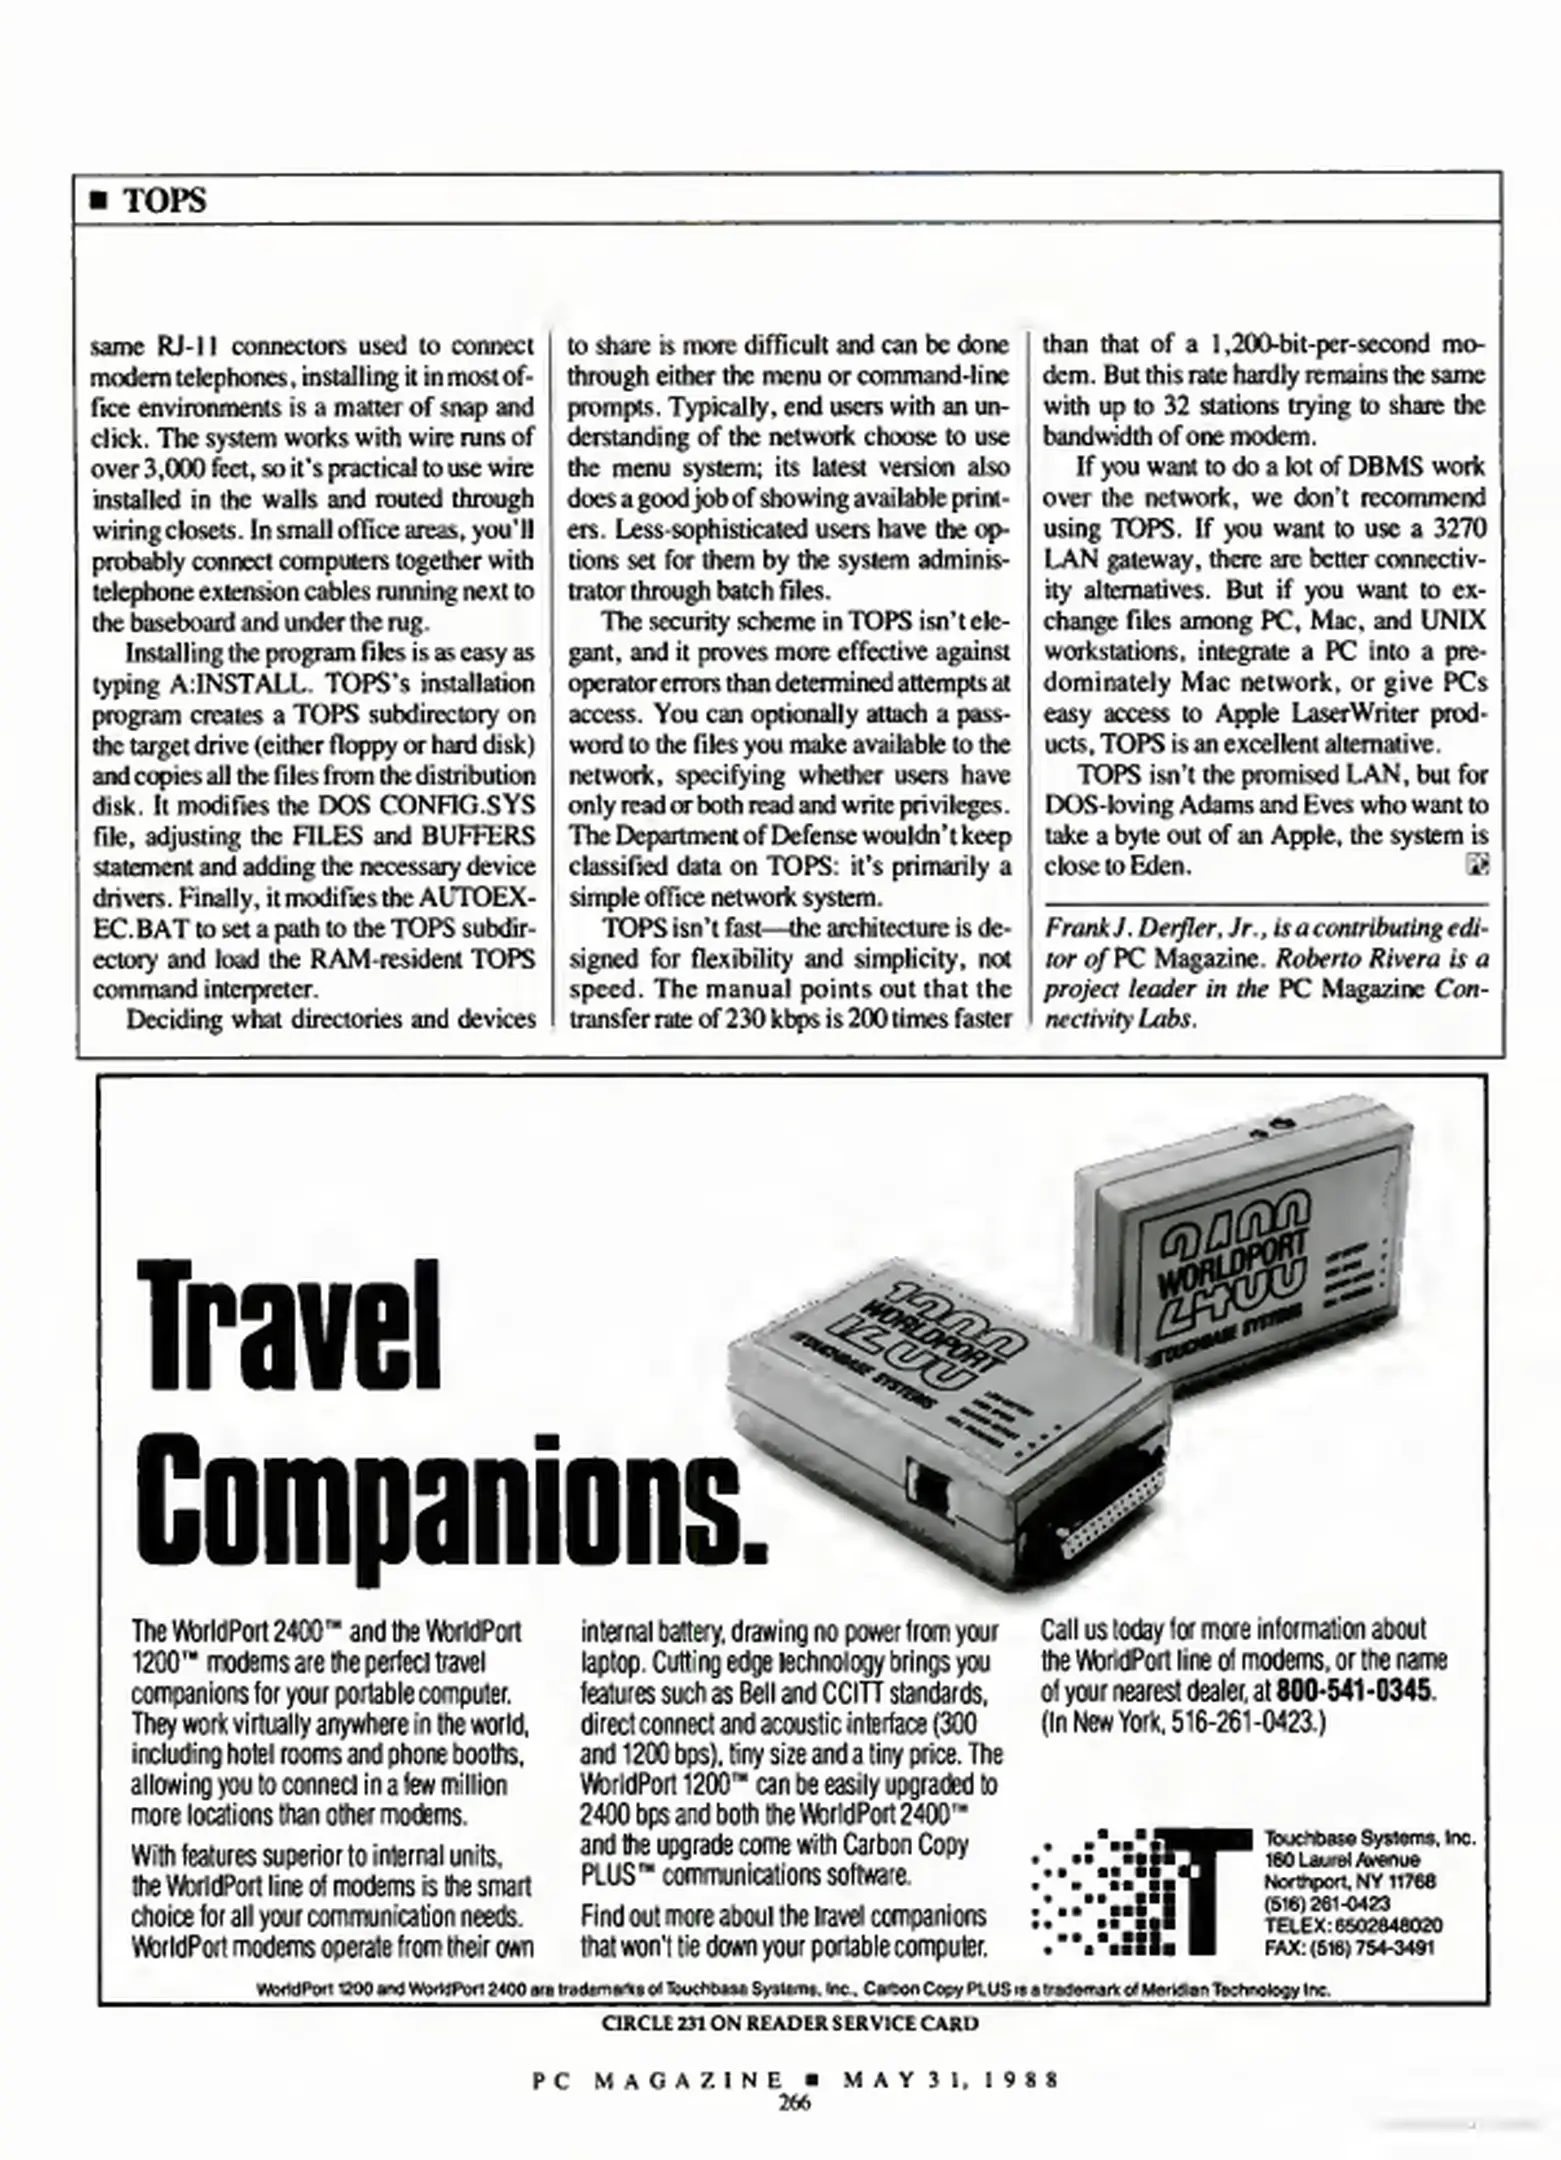 ■ TOPS
same RJ-11 connectors used to connect
modem telephones, installing it in most of-
fice environments is a matter of snap and
click. The system works with wire runs of
over 3,000 feet, so it's practical to use wire
installed in the walls and routed through
wiring closets. In small office areas, you'll
probably connect computers together with
telephone extension cables running next to
the baseboard and under the rug.
Installing the program files is as easy as
typing A:INSTALL. TOPS's installation
program creates a TOPS subdirectory on
the target drive (either floppy or hard disk)
and copies all the files from the distribution
disk. It modifies the DOS CONFIG.SYS
file, adjusting the FILES and BUFFERS
statement and adding the necessary device
drivers. Finally, it modifies the AUTOEX-
EC.BAT to set a path to the TOPS subdir-
ectory and load the RAM-resident TOPS
command interpreter.
Deciding what directories and devices
to share is more difficult and can be done
through either the menu or command-line
prompts. Typically, end users with an un-
derstanding of the network choose to use
the menu system; its latest version also
does a good job of showing available print-
ers. Less-sophisticated users have the op-
tions set for them by the system adminis-
trator through batch files.
The security scheme in TOPS isn't ele-
gant, and it proves more effective against
operator errors than determined attempts at
access. You can optionally attach a pass-
word to the files you make available to the
network, specifying whether users have
only read or both read and write privileges.
The Department of Defense wouldn't keep
classified data on TOPS: it's primarily a
simple office network system.
TOPS isn't fast—the architecture is de-
signed for flexibility and simplicity, not
speed. The manual points out that the
transfer rate of 230 kbps is 200 times faster
than that of a 1,200-bit-per-second mo-
dem. But this rate hardly remains the same
with up to 32 stations trying to share the
bandwidth of one modem.
If you want to do a lot of DBMS work
over the network, we don't recommend
using TOPS. If you want to use a 3270
LAN gateway, there are better connectiv-
ity alternatives. But if you want to ex-
change files among PC, Mac, and UNIX
workstations, integrate a PC into a pre-
dominately Mac network, or give PCs
easy access to Apple LaserWriter prod-
ucts, TOPS is an excellent alternative.
TOPS isn't the promised LAN, but for
DOS-loving Adams and Eves who want to
take a byte out of an Apple, the system is
close to Eden.
Frank J. Derfler, Jr., is a contributing edi-
tor of PC Magazine. Roberto Rivera is a
project leader in the PC Magazine Con-
nectivity Labs.
2400
WORLDPORT
2400
TOUCHBASE SYSTEMS
1200
WORLDPORT
1200
TOUCHBASE SYSTEMS
Travel
Companions.
The WorldPort 2400™ and the WorldPort
1200™ modems are the perfect travel
companions for your portable computer.
They work virtually anywhere in the world,
including hotel rooms and phone booths,
allowing you to connect in a few million
more locations than other modems.
With features superior to internal units,
the WorldPort line of modems is the smart
choice for all your communication needs.
WorldPort modems operate from their own
internal battery, drawing no power from your
laptop. Cutting edge technology brings you
features such as Bell and CCITT standards,
direct connect and acoustic interface (300
and 1200 bps), tiny size and a tiny price. The
WorldPort 1200™ can be easily upgraded to
2400 bps and both the WorldPort 2400™
and the upgrade come with Carbon Copy
PLUS™ communications software.
Find out more about the travel companions
that won't tie down your portable computer.
Call us today for more information about
the WorldPort line of modems, or the name
of your nearest dealer, at 800-541-0345.
(In New York, 516-261-0423.)
Touchbase Systems, Inc.
160 Laurel Avenue
Northport, NY 11768
(516) 261-0423
TELEX: 6502848020
FAX: (516) 754-3491
WorldPort 1200 and WorldPort 2400 are trademarks of Touchbase Systems, Inc., Carbon Copy PLUS is a trademark of Meridian Technology Inc.
CIRCLE 231 ON READER SERVICE CARD
PC MAGAZINE ■ MAY 31, 1988
266